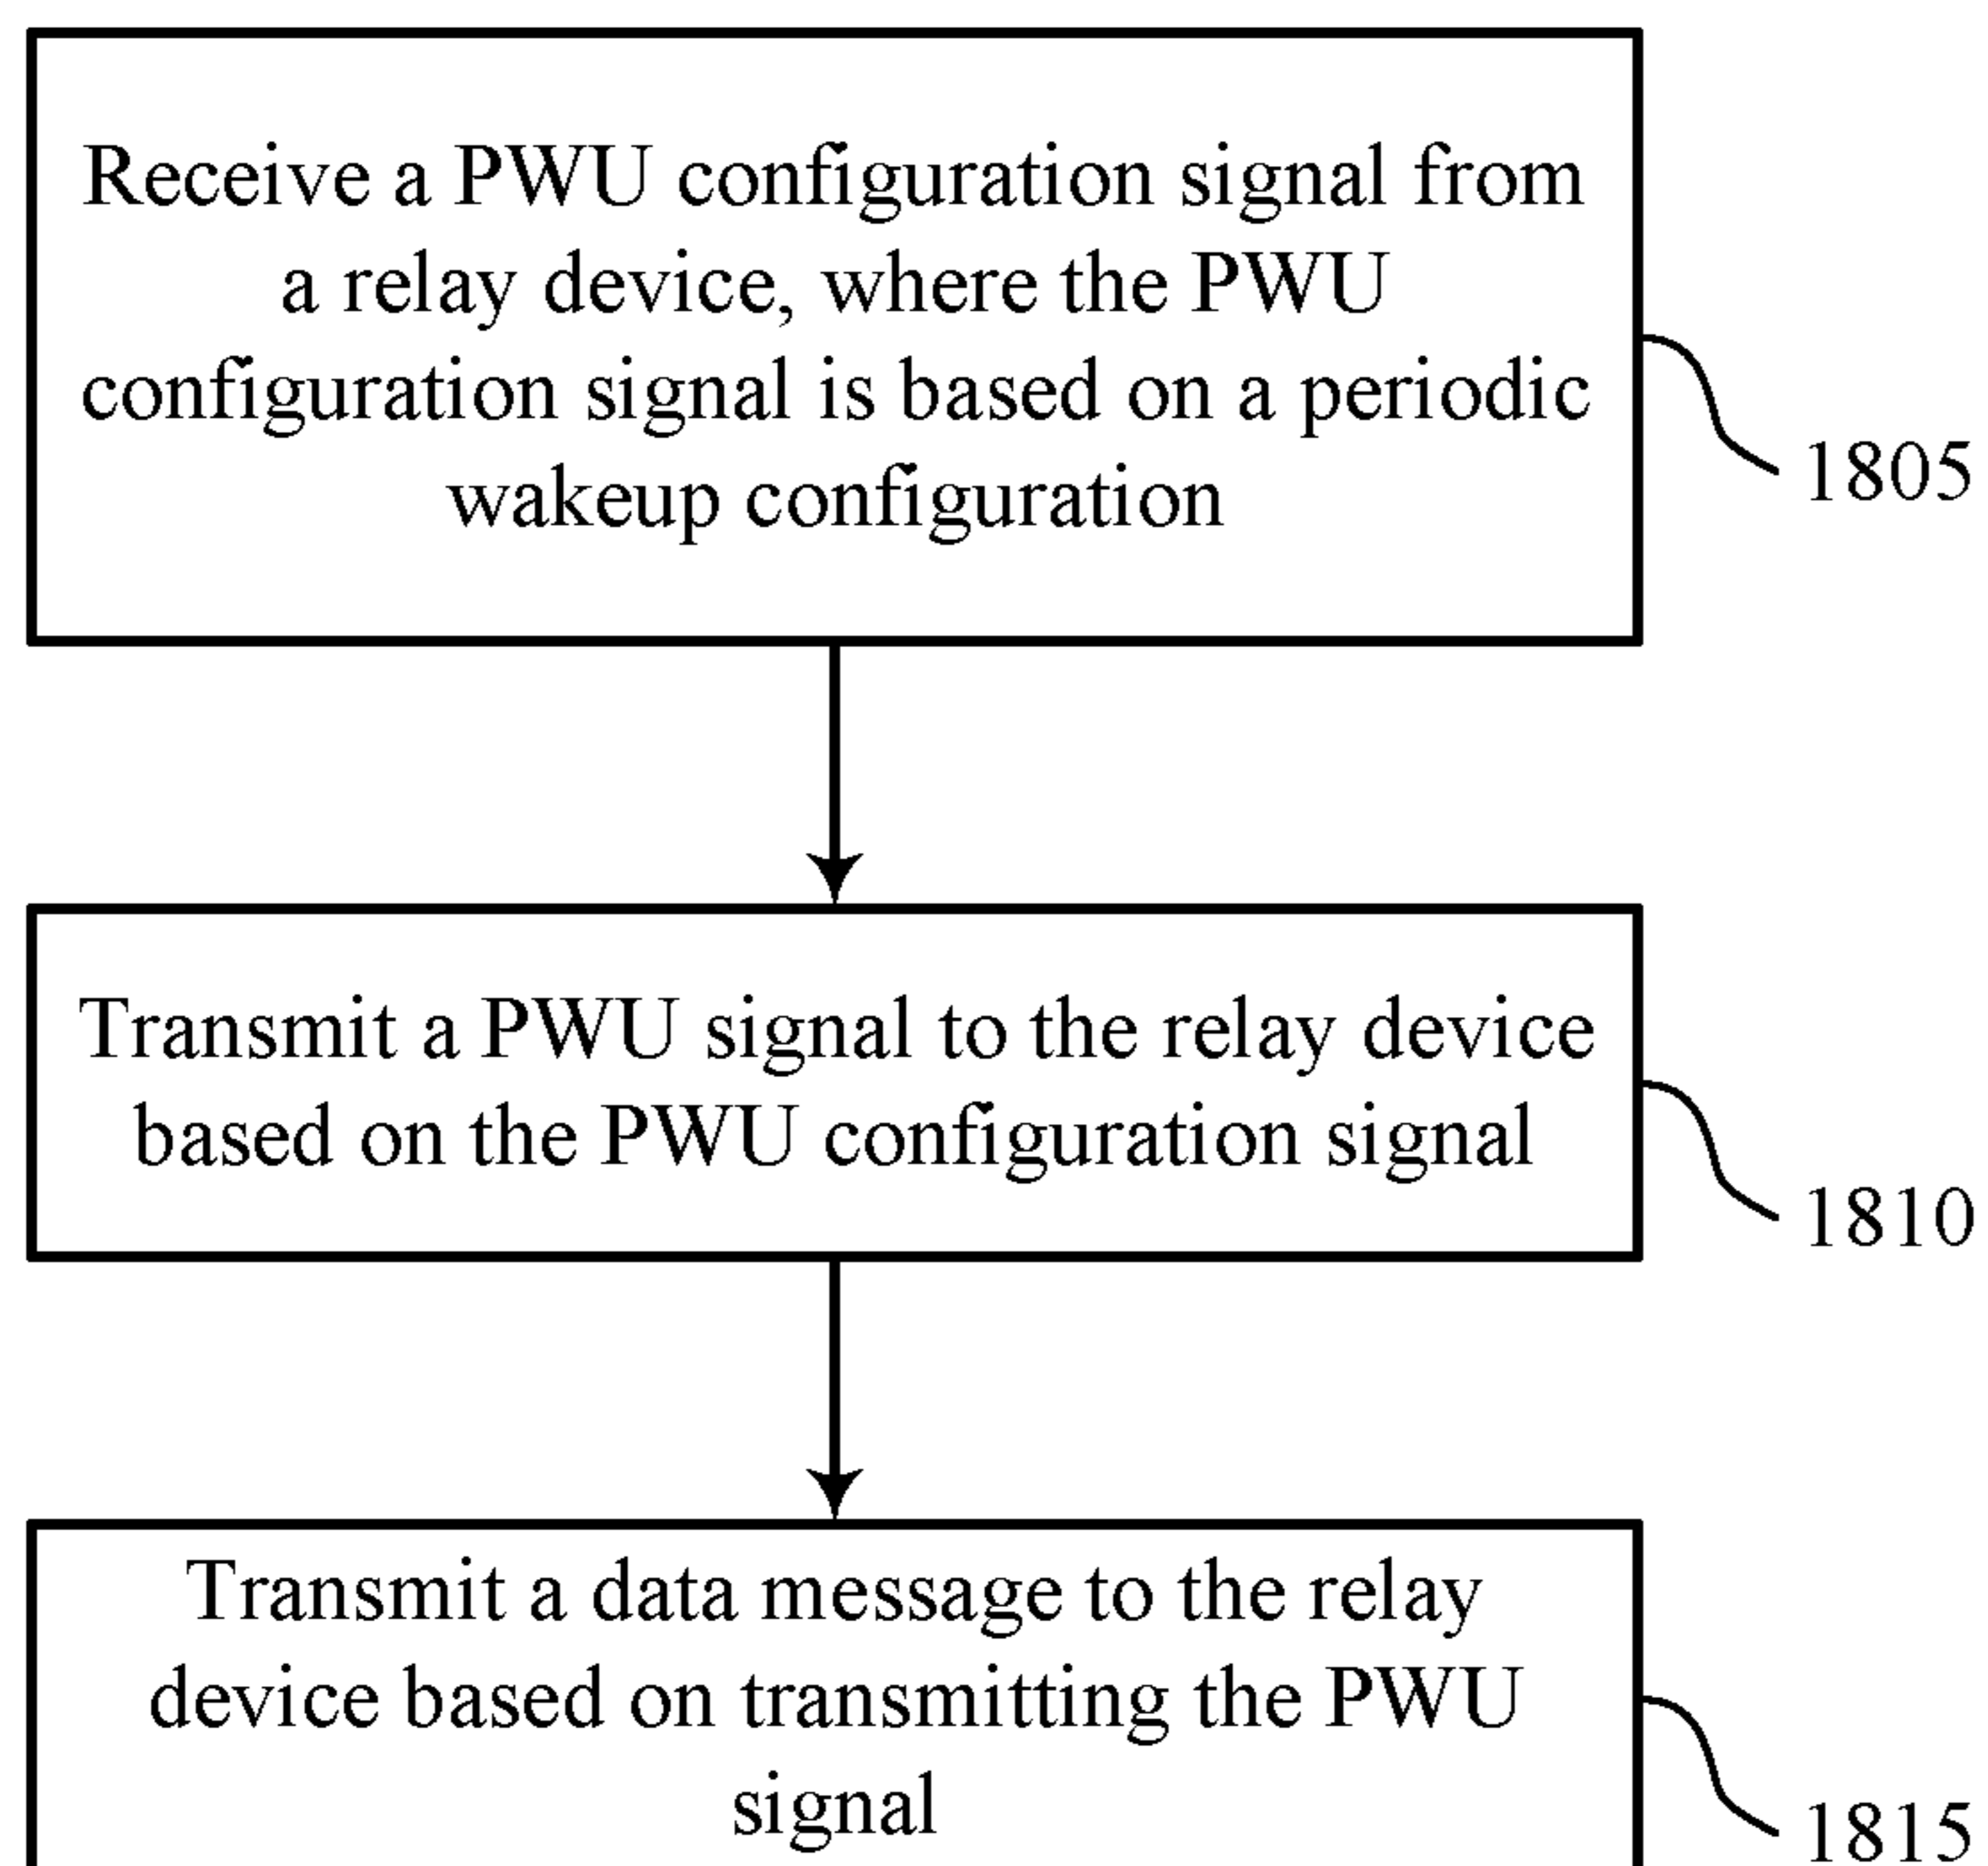 Receive a PWU configuration signal from
a relay device, where the PWU
configuration signal is based on a periodic
wakeup configuration
1805
Transmit a PWU signal to the relay device
based on the PWU configuration signal
1810
Transmit a data message to the relay
device based on transmitting the PWU
signal
1815